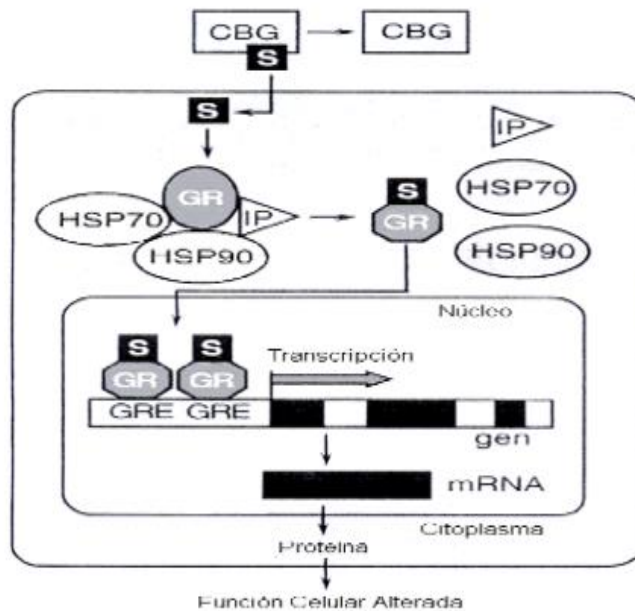 CBG CBG
S
S
IP
GR
HSP70
IP
HSP90
S
GR
HSP70
HSP90
Núcleo
S S
GR GR
GRE GRE
Transcripción
gen
mRNA
Citoplasma
Proteína
Función Celular Alterada